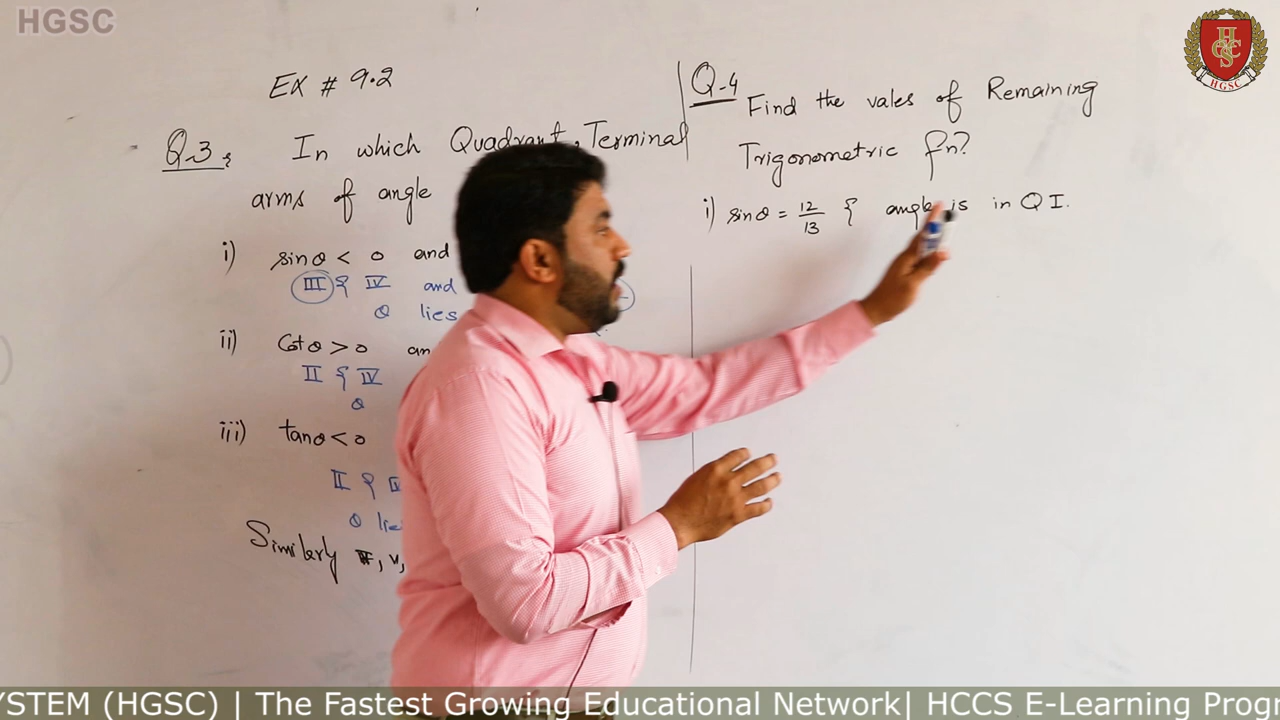 HGSC
EX # 9.2
Q.3: In which Quadrant, Terminal
arms of angle
i) sinθ < 0 and
III & IV and
θ lies
ii) Cotθ > 0 an
II & IV
θ
iii) tanθ < 0
II &
θ lie
Similarly
Q-4
Find the vales of Remaining
Trigonometric fn?
i) sinθ = 12/13 & angle is in Q I.
HGSC
YSTEM (HGSC) | The Fastest Growing Educational Network| HCCS E-Learning Progr